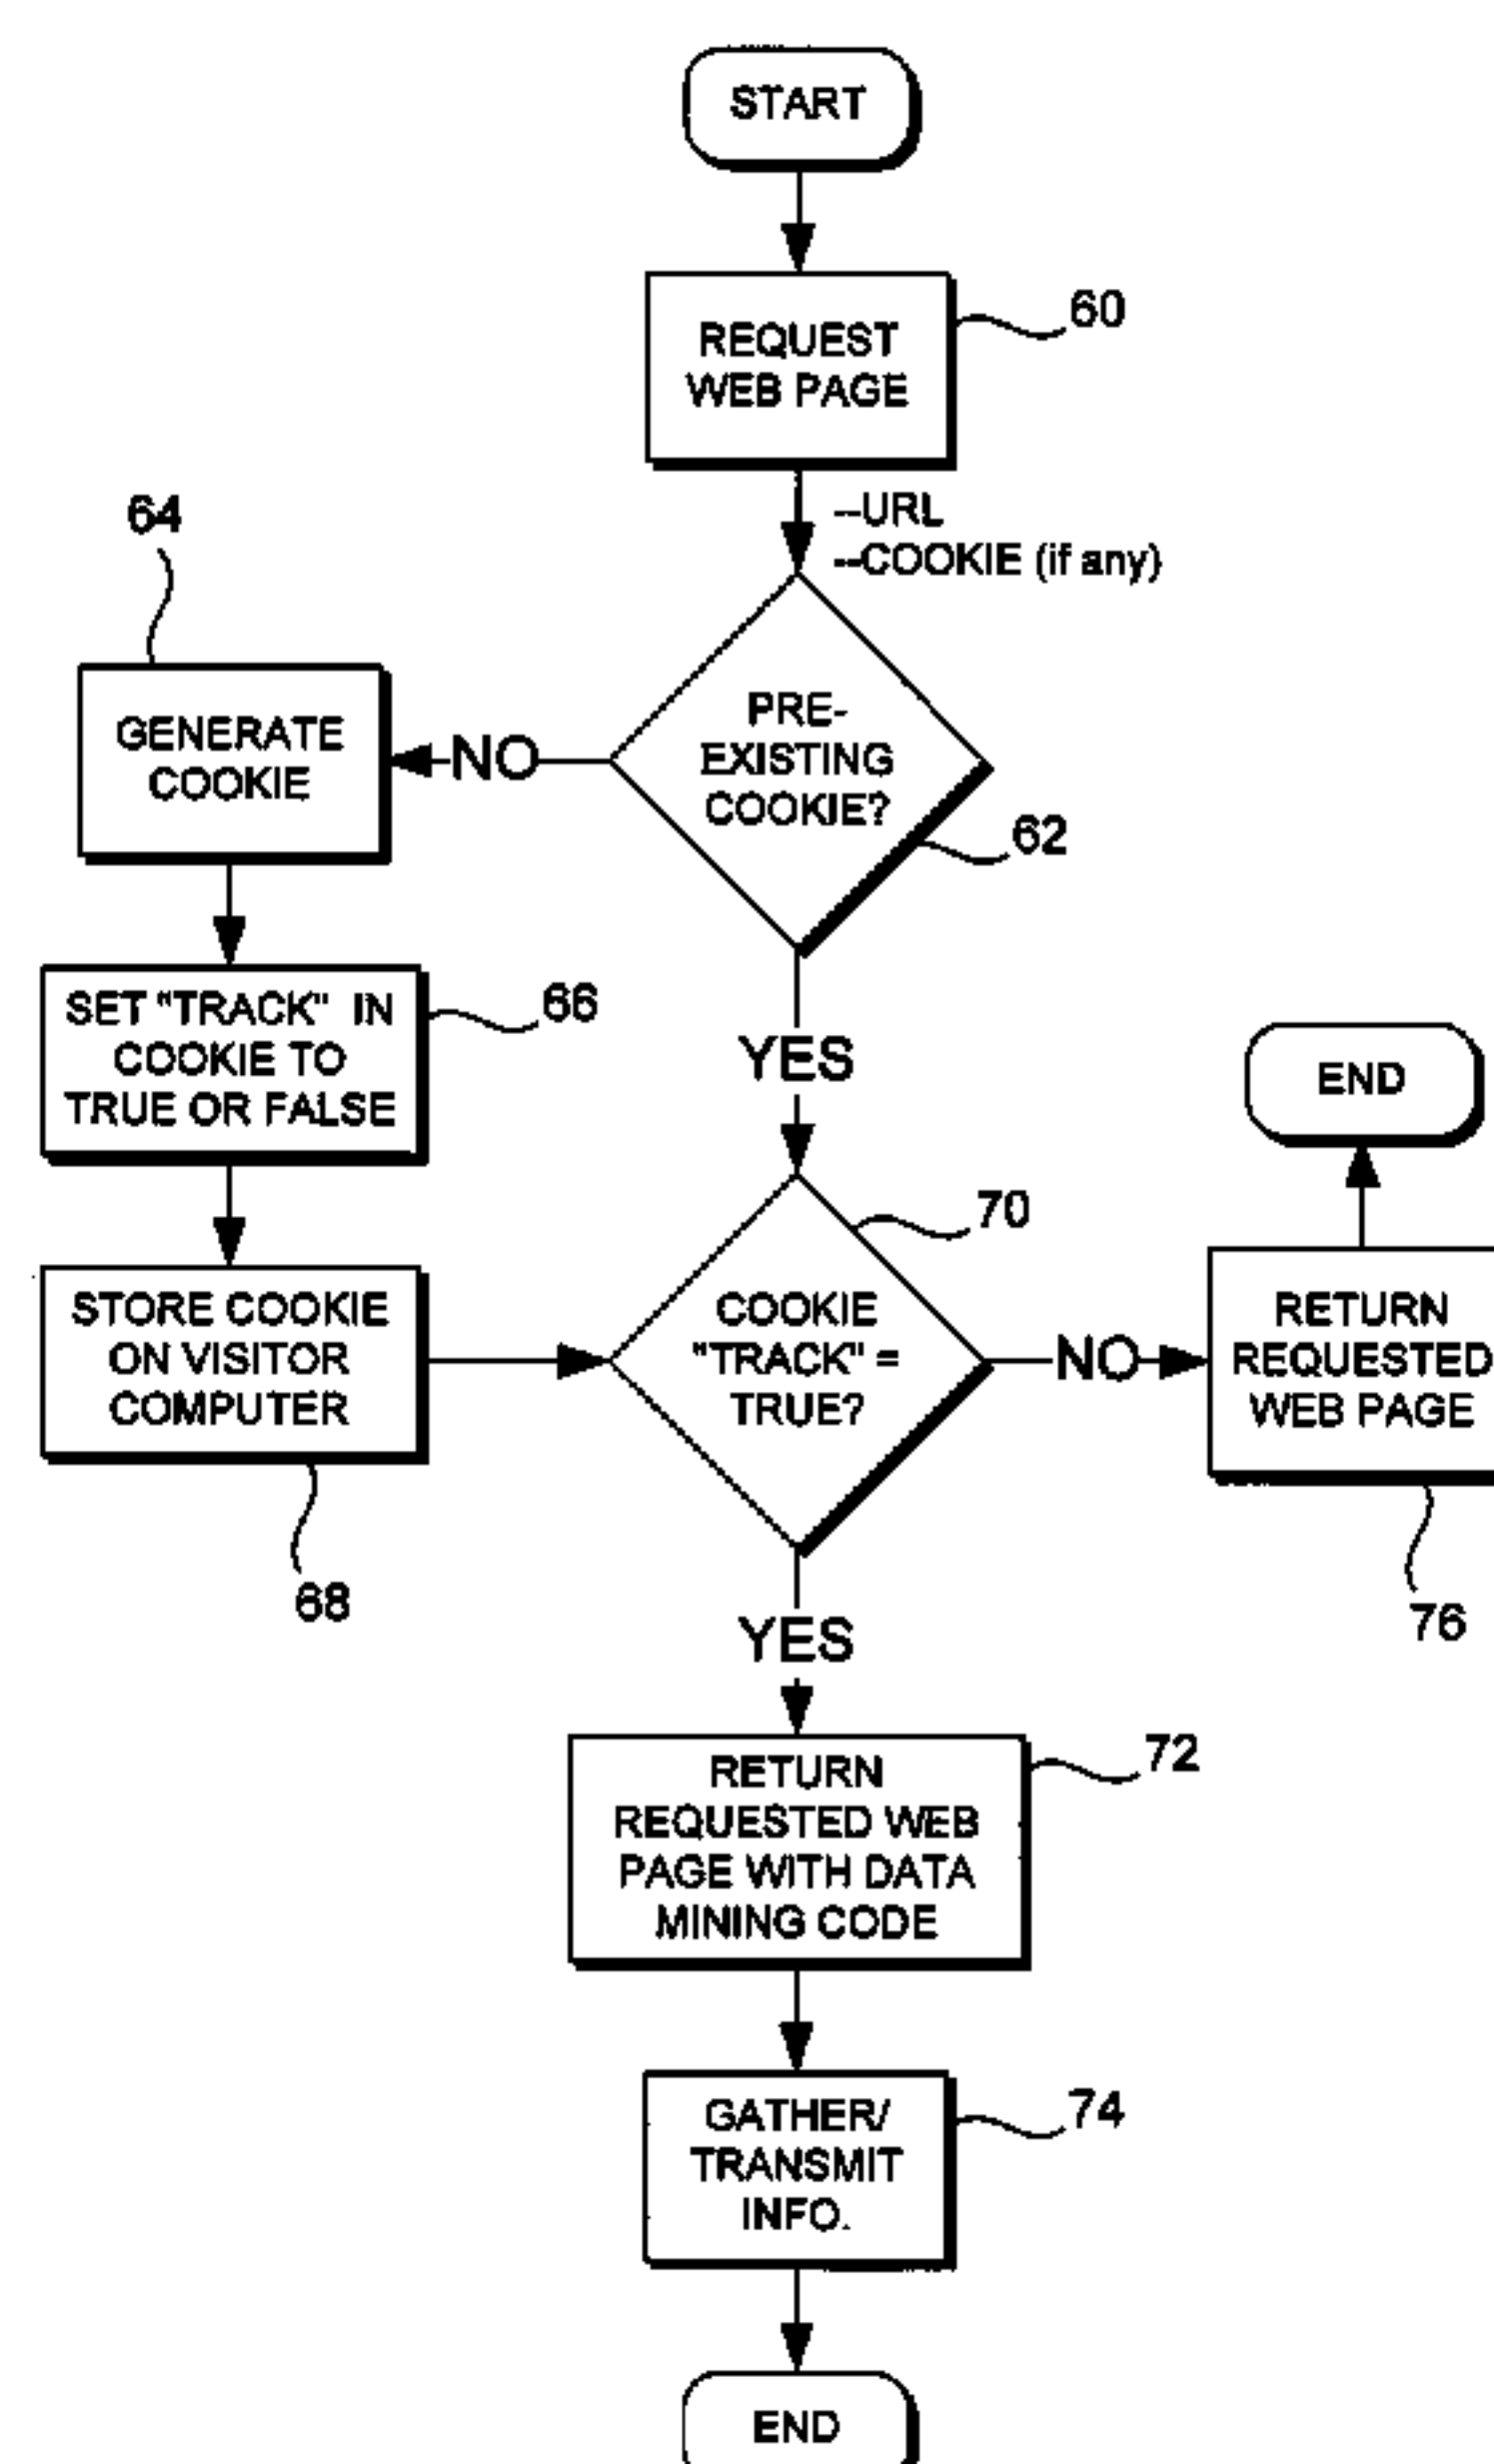 START
REQUEST
WEB PAGE
60
--URL
--COOKIE (if any)
64
GENERATE
COOKIE
NO
PRE-
EXISTING
COOKIE?
62
SET "TRACK" IN
COOKIE TO
TRUE OR FALSE
66
YES
END
STORE COOKIE
ON VISITOR
COMPUTER
68
COOKIE
"TRACK" =
TRUE?
70
NO
RETURN
REQUESTED
WEB PAGE
76
YES
RETURN
REQUESTED WEB
PAGE WITH DATA
MINING CODE
72
GATHER/
TRANSMIT
INFO.
74
END